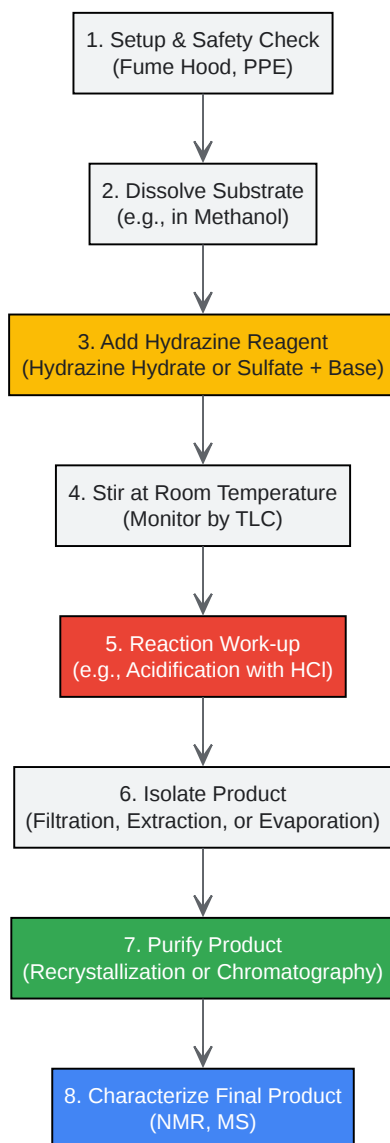 1. Setup & Safety Check
(Fume Hood, PPE)
2. Dissolve Substrate
(e.g., in Methanol)
3. Add Hydrazine Reagent
(Hydrazine Hydrate or Sulfate + Base)
4. Stir at Room Temperature
(Monitor by TLC)
5. Reaction Work-up
(e.g., Acidification with HCl)
6. Isolate Product
(Filtration, Extraction, or Evaporation)
7. Purify Product
(Recrystallization or Chromatography)
8. Characterize Final Product
(NMR, MS)